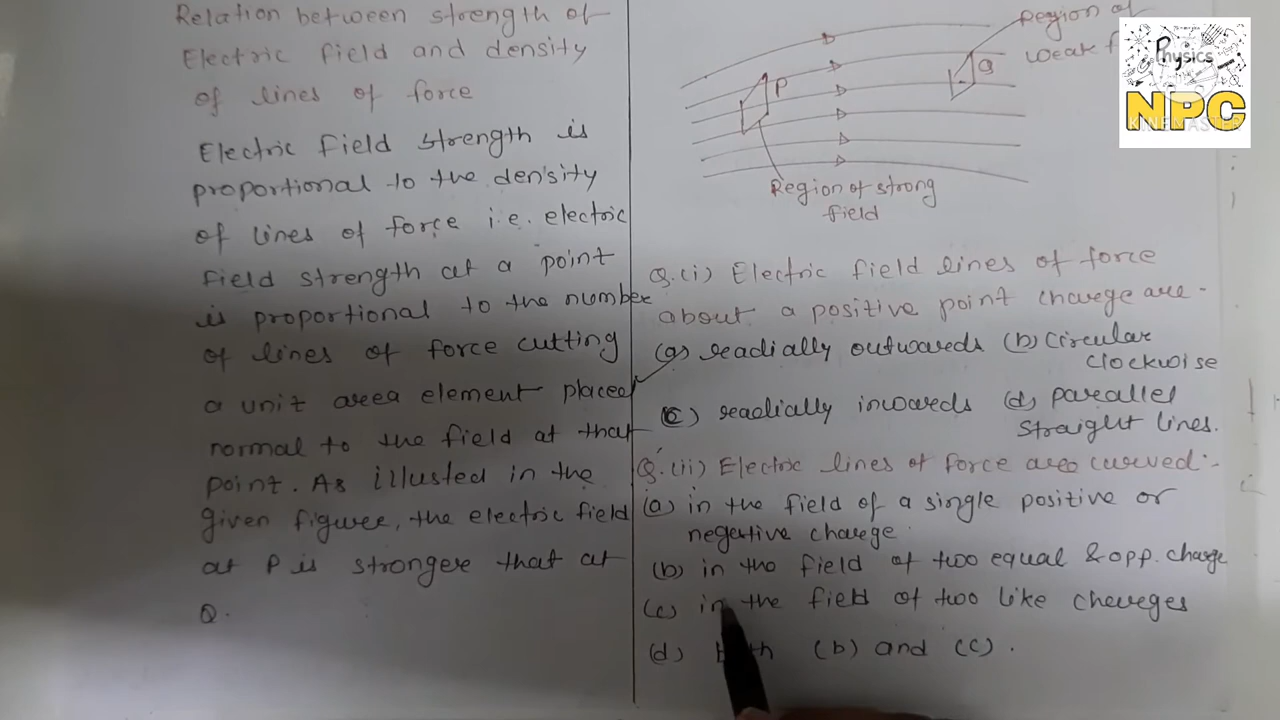 Relation between strength of
Electric field and density
of lines of force
Electric field strength is
proportional to the density
of lines of force i.e. electric
field strength at a point
is proportional to the number
of lines of force cutting
a unit area element placed
normal to the field at that
point. As illusted in the
given figure, the electric field
at P is stronger that at
Q.
Region of
weak f
P
Q
Region of strong
field
Q.(i) Electric field lines of force
about a positive point charge are -
(a) readially outwards (b) circular
clockwise
(c) readially inwards (d) parallel
straight lines.
Q.(ii) Electric lines of force are curved :-
(a) in the field of a single positive or
negative charge
(b) in the field of two equal & opp. charge
(c) in the field of two like charges
(d) (b) and (c).
Physics
NPC
KINEMASTER